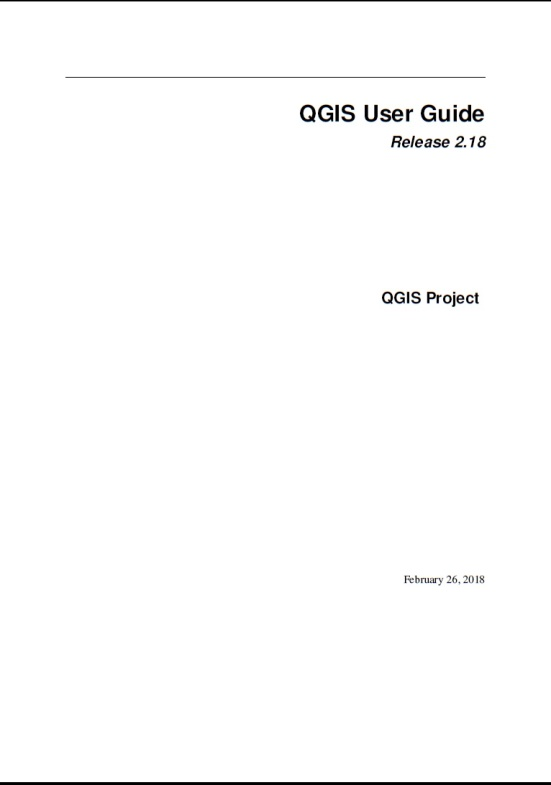 QGIS User Guide
Release 2.18
QGIS Project
February 26, 2018